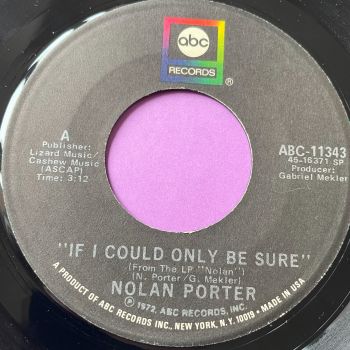 abc
RECORDS
®
A
Publisher:
Lizard Music/
Cashew Music
(ASCAP)
Time: 3:12
ABC-11343
45-16371 SP
Producer:
Gabriel Mekler
"IF I COULD ONLY BE SURE"
(From The LP "Nolan")
(N. Porter/G. Mekler)
NOLAN PORTER
℗ 1972, ABC RECORDS, INC.
A PRODUCT OF ABC RECORDS, INC., NEW YORK, N.Y. 10019 • MADE IN USA